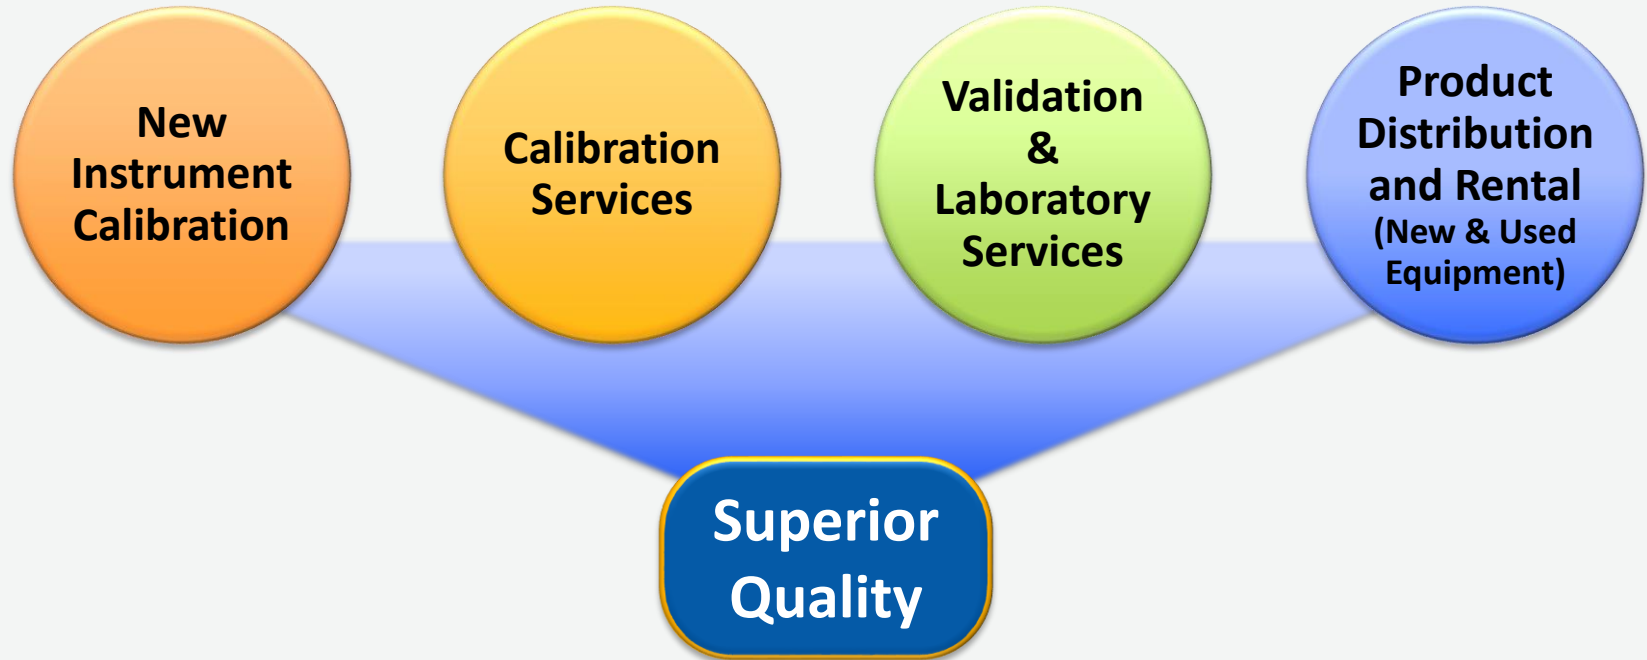 New
Instrument
Calibration
Calibration
Services
Validation
&
Laboratory
Services
Product
Distribution
and Rental
(New & Used
Equipment)
Superior
Quality